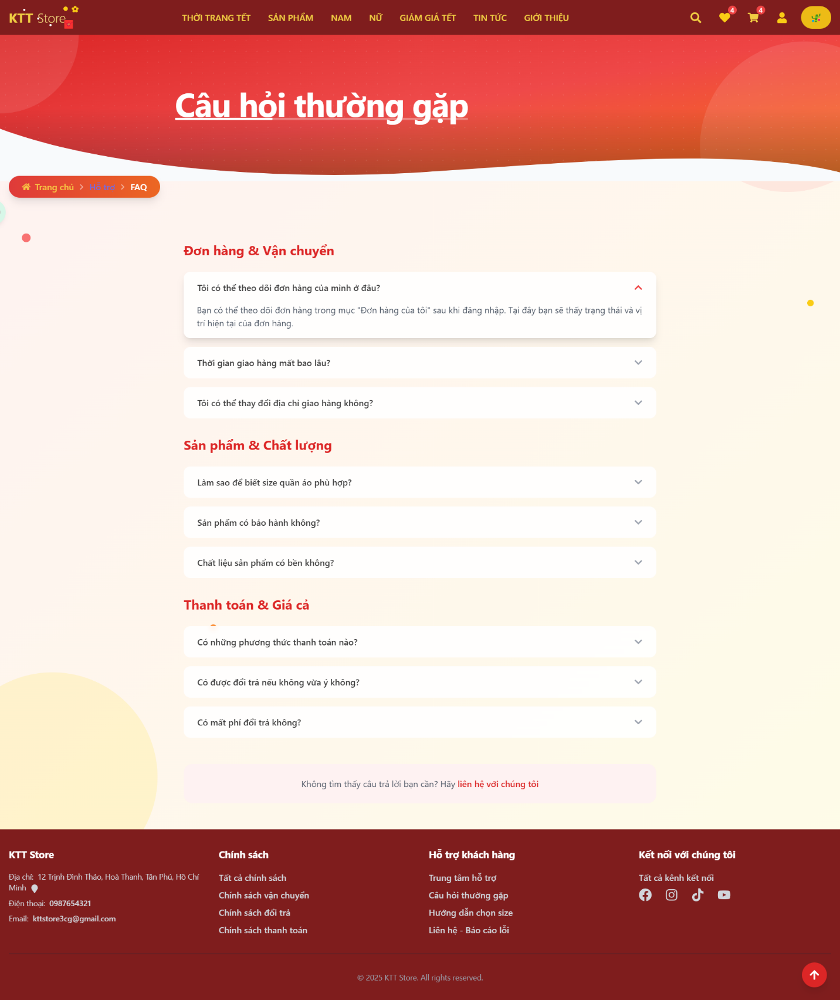 KTT Store
THỜI TRANG TẾT
SẢN PHẨM
NAM
NỮ
GIẢM GIÁ TẾT
TIN TỨC
GIỚI THIỆU
4
4
Câu hỏi thường gặp
Trang chủ
Hỗ trợ
FAQ
Đơn hàng & Vận chuyển
Tôi có thể theo dõi đơn hàng của mình ở đâu?
Bạn có thể theo dõi đơn hàng trong mục "Đơn hàng của tôi" sau khi đăng nhập. Tại đây bạn sẽ thấy trạng thái và vị
trí hiện tại của đơn hàng.
Thời gian giao hàng mất bao lâu?
Tôi có thể thay đổi địa chỉ giao hàng không?
Sản phẩm & Chất lượng
Làm sao để biết size quần áo phù hợp?
Sản phẩm có bảo hành không?
Chất liệu sản phẩm có bền không?
Thanh toán & Giá cả
Có những phương thức thanh toán nào?
Có được đổi trả nếu không vừa ý không?
Có mất phí đổi trả không?
Không tìm thấy câu trả lời bạn cần? Hãy liên hệ với chúng tôi
KTT Store
Địa chỉ: 12 Trịnh Đình Thảo, Hoà Thanh, Tân Phú, Hồ Chí
Minh
Điện thoại: 0987654321
Email: kttstore3cg@gmail.com
Chính sách
Tất cả chính sách
Chính sách vận chuyển
Chính sách đổi trả
Chính sách thanh toán
Hỗ trợ khách hàng
Trung tâm hỗ trợ
Câu hỏi thường gặp
Hướng dẫn chọn size
Liên hệ - Báo cáo lỗi
Kết nối với chúng tôi
Tất cả kênh kết nối
© 2025 KTT Store. All rights reserved.